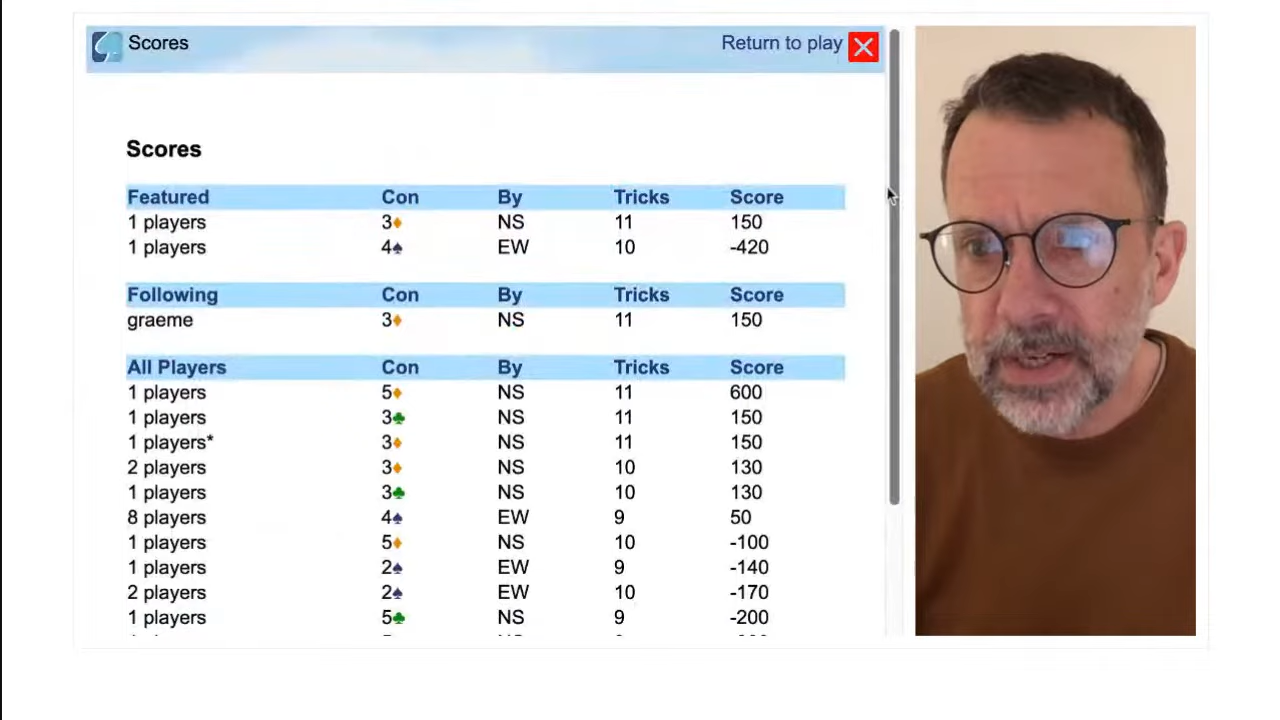 Scores
Return to play
Scores
Featured Con By Tricks Score
1 players 3♦ NS 11 150
1 players 4♠ EW 10 -420
Following Con By Tricks Score
graeme 3♦ NS 11 150
All Players Con By Tricks Score
1 players 5♦ NS 11 600
1 players 3♣ NS 11 150
1 players* 3♦ NS 11 150
2 players 3♦ NS 10 130
1 players 3♣ NS 10 130
8 players 4♠ EW 9 50
1 players 5♦ NS 10 -100
1 players 2♠ EW 9 -140
2 players 2♠ EW 10 -170
1 players 5♣ NS 9 -200